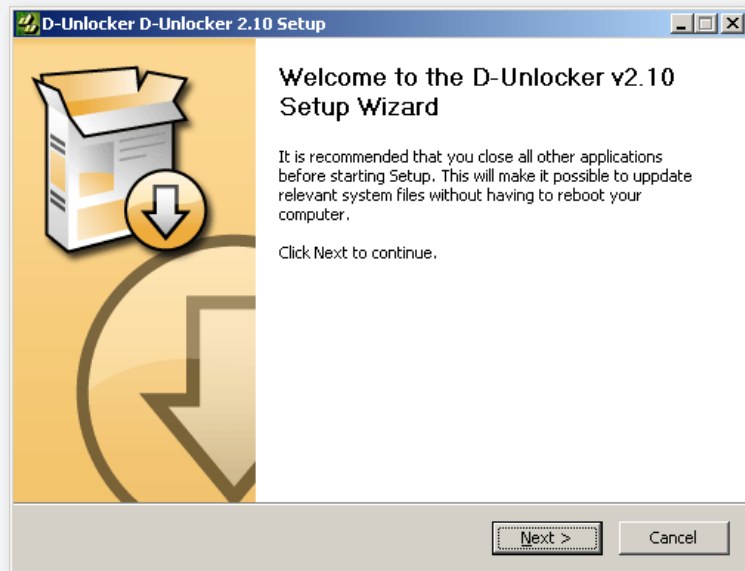 D-Unlocker D-Unlocker 2.10 Setup
Welcome to the D-Unlocker v2.10
Setup Wizard
It is recommended that you close all other applications
before starting Setup. This will make it possible to uppdate
relevant system files without having to reboot your
computer.
Click Next to continue.
Next >
Cancel